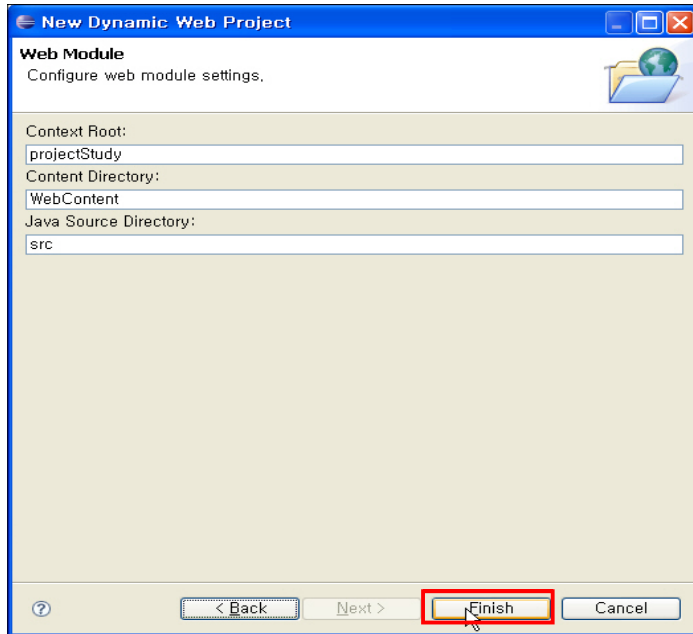 New Dynamic Web Project
Web Module
Configure web module settings.
Context Root:
projectStudy
Content Directory:
WebContent
Java Source Directory:
src
? < Back Next > Finish Cancel